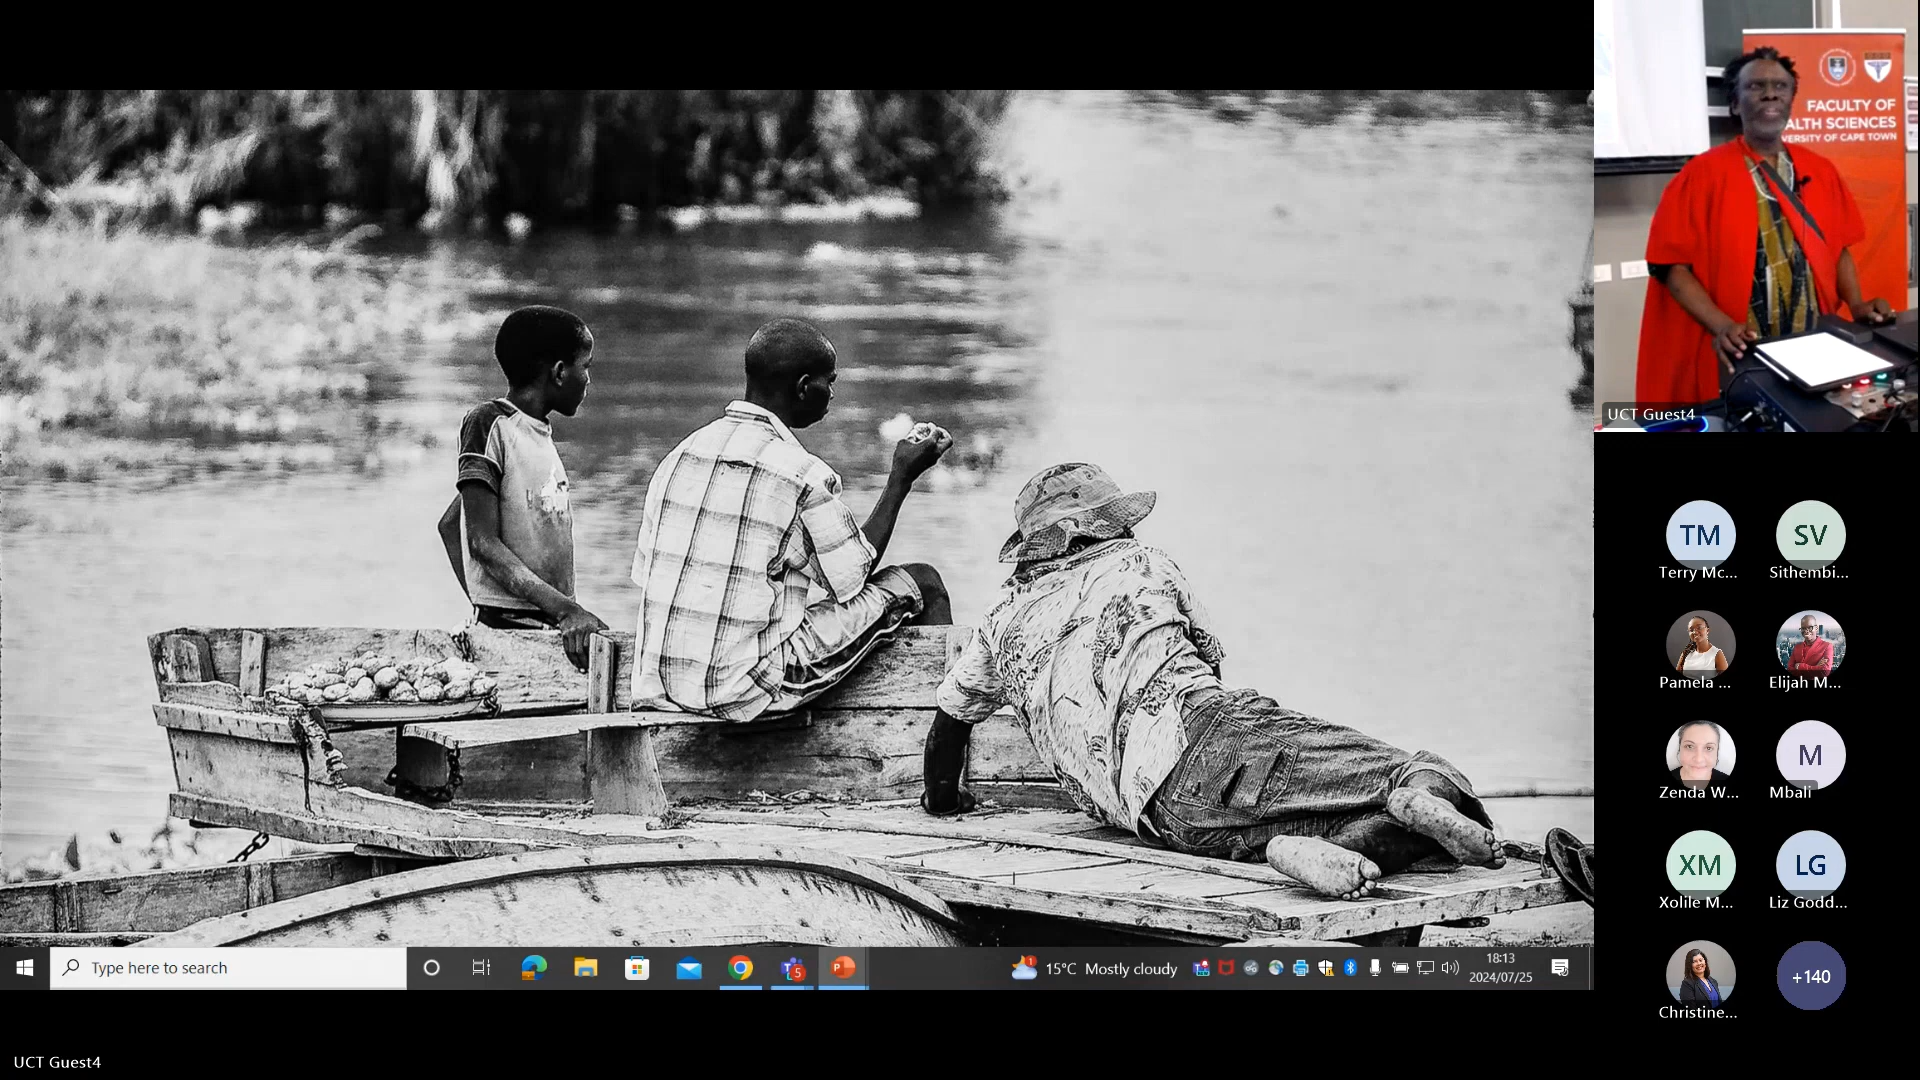 FACULTY OF
ALTH SCIENCES
VERSITY OF CAPE TOWN
UCT Guest4
TM
SV
Terry Mc...
Sithembi...
Pamela ...
Elijah M...
M
Zenda W...
Mbali
XM
LG
Xolile M...
Liz Godd...
+140
Christine...
Type here to search
5
1
15°C Mostly cloudy
18:13
2024/07/25
UCT Guest4